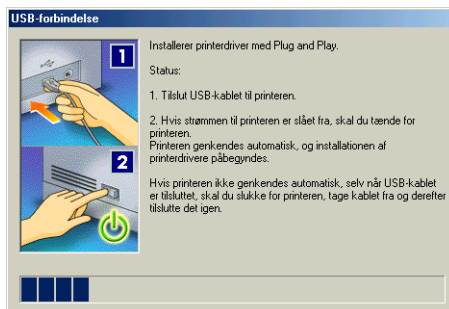 USB-forbindelse
1
Installerer printerdriver med Plug and Play.
Status:
1. Tilslut USB-kablet til printeren.
2. Hvis strømmen til printeren er slået fra, skal du tænde for
printeren.
Printeren genkendes automatisk, og installationen af
printerdrivere påbegyndes.
2
Hvis printeren ikke genkendes automatisk, selv når USB-kablet
er tilsluttet, skal du slukke for printeren, tage kablet fra og derefter
tilslutte det igen.